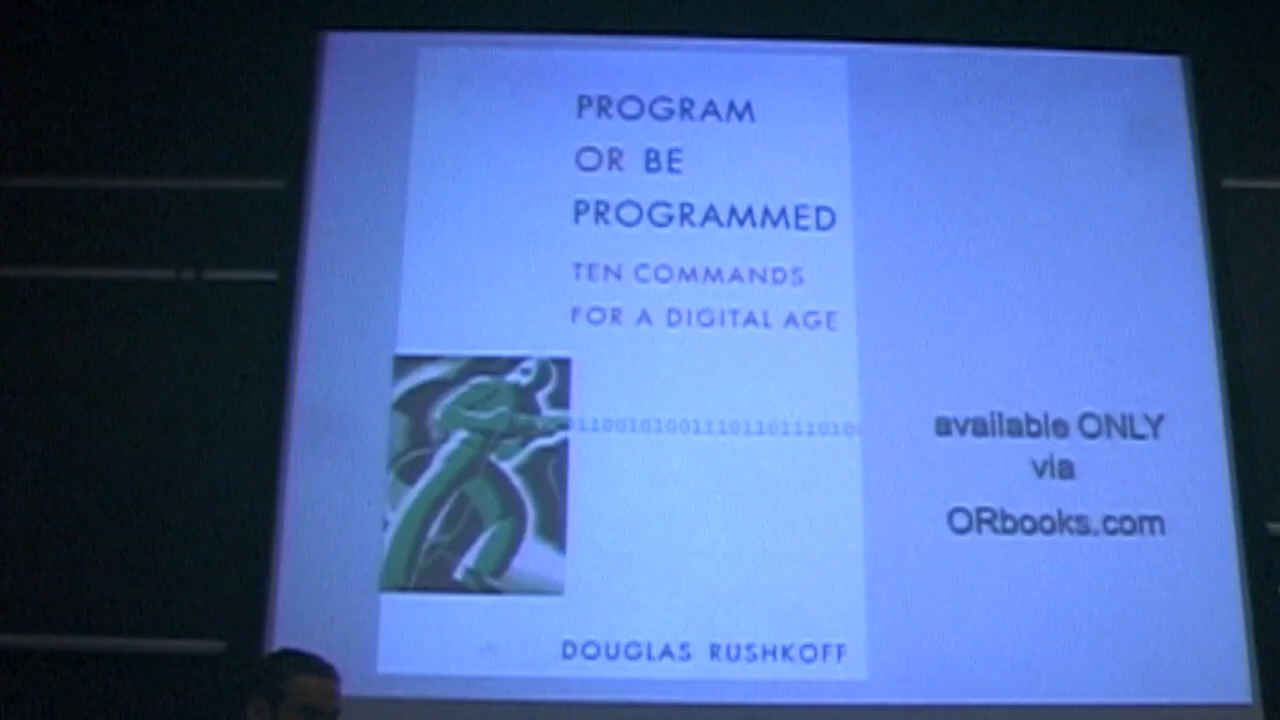 PROGRAM
OR BE
PROGRAMMED
TEN COMMANDS
FOR A DIGITAL AGE
available ONLY
via
ORbooks.com
DOUGLAS RUSHKOFF